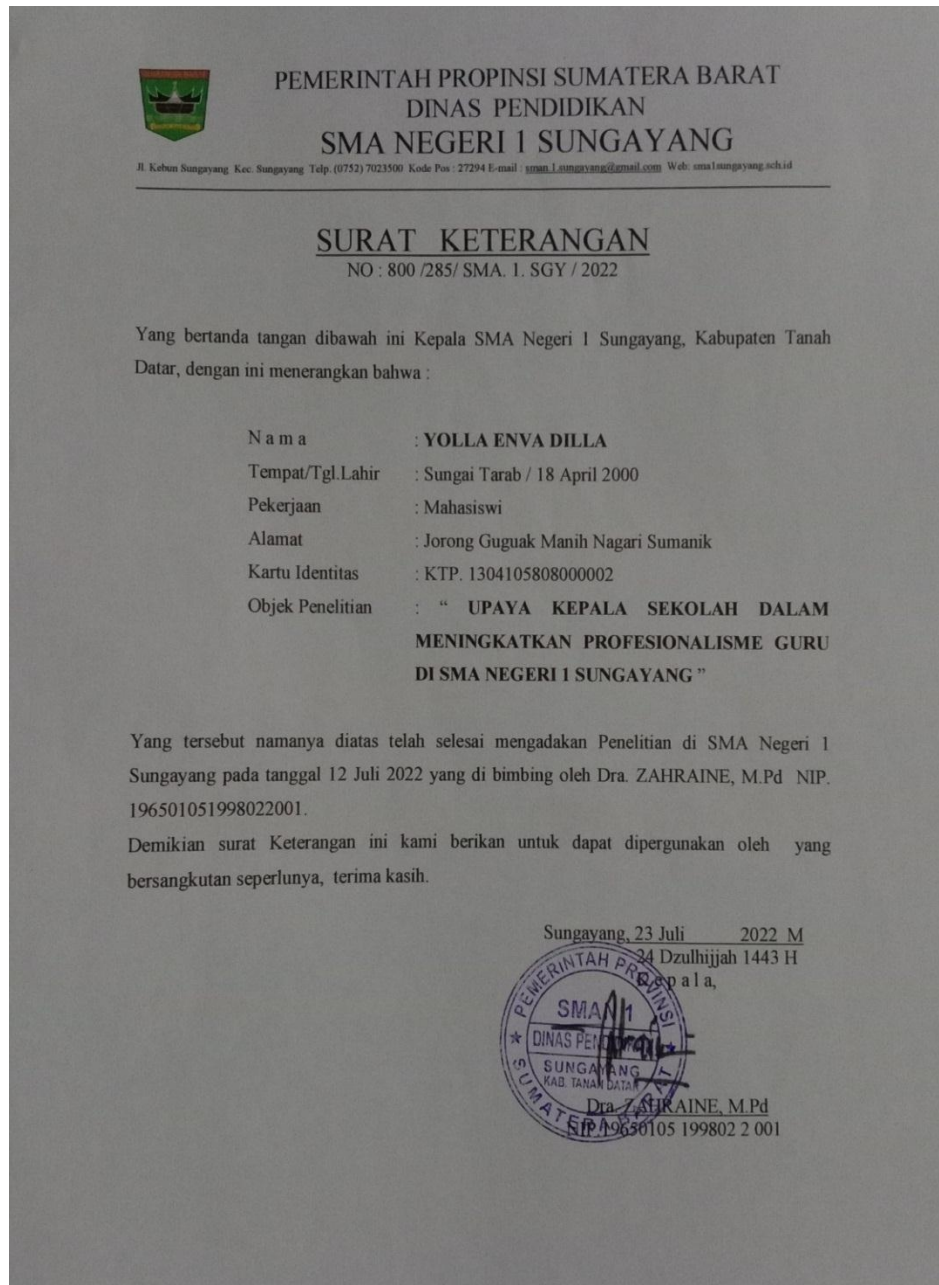 PEMERINTAH PROPINSI SUMATERA BARAT
DINAS PENDIDIKAN
SMA NEGERI 1 SUNGAYANG
Jl. Kebun Sungayang Kec. Sungayang Telp. (0752) 7023500 Kode Pos : 27294 E-mail : sman.1.sungayang@gmail.com Web: sma1sungayang.sch.id
SURAT KETERANGAN
NO : 800 /285/ SMA. 1. SGY / 2022
Yang bertanda tangan dibawah ini Kepala SMA Negeri 1 Sungayang, Kabupaten Tanah
Datar, dengan ini menerangkan bahwa :
N a m a : YOLLA ENVA DILLA
Tempat/Tgl.Lahir : Sungai Tarab / 18 April 2000
Pekerjaan : Mahasiswi
Alamat : Jorong Guguak Manih Nagari Sumanik
Kartu Identitas : KTP. 1304105808000002
Objek Penelitian : “ UPAYA KEPALA SEKOLAH DALAM
MENINGKATKAN PROFESIONALISME GURU
DI SMA NEGERI 1 SUNGAYANG ”
Yang tersebut namanya diatas telah selesai mengadakan Penelitian di SMA Negeri 1
Sungayang pada tanggal 12 Juli 2022 yang di bimbing oleh Dra. ZAHRAINE, M.Pd NIP.
196501051998022001.
Demikian surat Keterangan ini kami berikan untuk dapat dipergunakan oleh yang
bersangkutan seperlunya, terima kasih.
Sungayang, 23 Juli 2022 M
24 Dzulhijjah 1443 H
K e p a l a,
PEMERINTAH PROVINSI
SMAN 1
DINAS PENDIDIKAN
SUNGAYANG
KAB. TANAH DATAR
SUMATERA BARAT
Dra. ZAHRAINE, M.Pd
NIP.19650105 199802 2 001